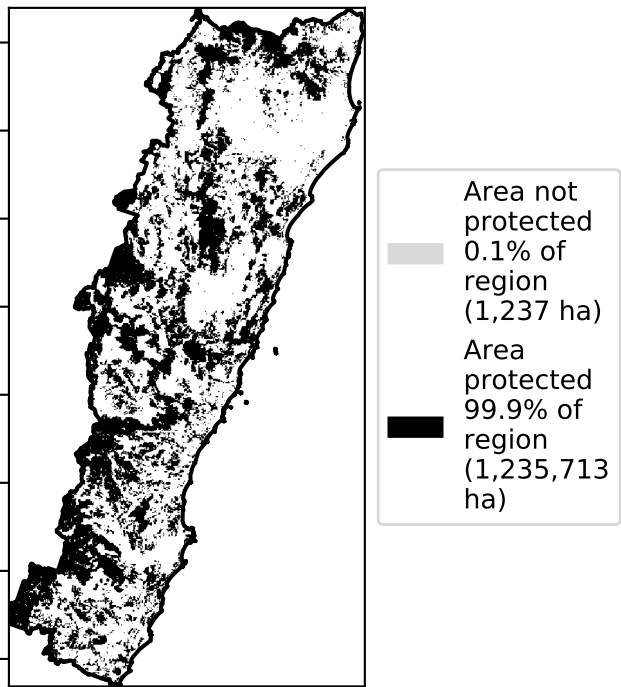 Area not
protected
0.1% of
region
(1,237 ha)
Area
protected
99.9% of
region
(1,235,713
ha)